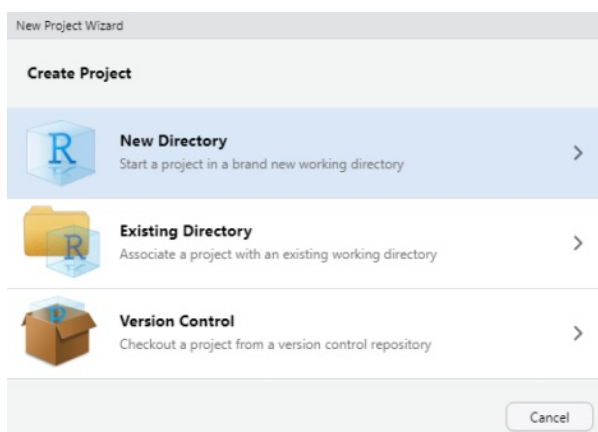 New Project Wizard
Create Project
R
New Directory
Start a project in a brand new working directory
R
Existing Directory
Associate a project with an existing working directory
R
Version Control
Checkout a project from a version control repository
Cancel